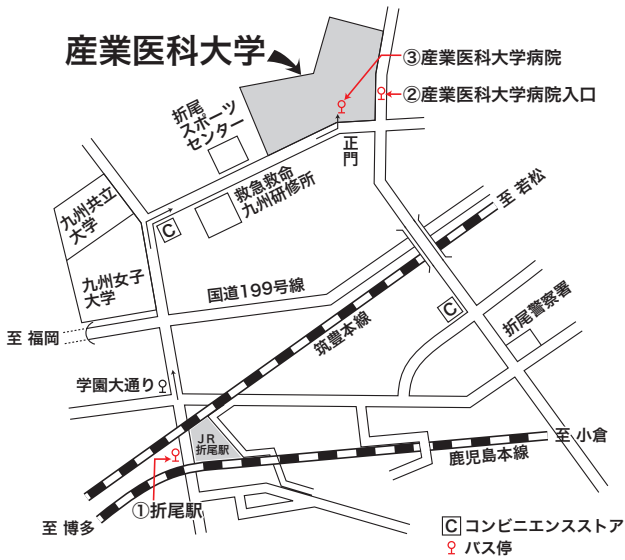 産業医科大学
③産業医科大学病院
②産業医科大学病院入口
折尾
スポーツ
センター
正門
救急救命
九州研修所
至 若松
九州共立
大学
C
九州女子
大学
国道199号線
筑豊本線
C
折尾警察署
至 福岡
学園大通り
JR
折尾駅
至 小倉
鹿児島本線
①折尾駅
至 博多
C コンビニエンスストア
バス停